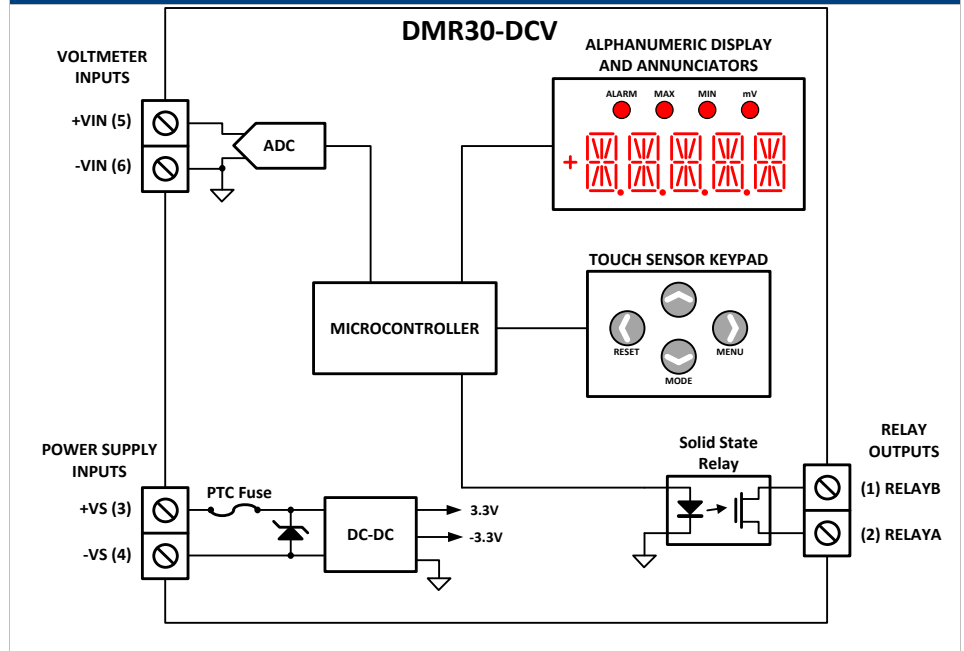 DMR30-DCV
VOLTMETER
INPUTS
+VIN (5)
-VIN (6)
ADC
ALPHANUMERIC DISPLAY
AND ANNUNCIATORS
ALARM MAX MIN mV
+
MICROCONTROLLER
TOUCH SENSOR KEYPAD
RESET
MENU
MODE
POWER SUPPLY
INPUTS
+VS (3)
-VS (4)
PTC Fuse
DC-DC
3.3V
-3.3V
Solid State
Relay
RELAY
OUTPUTS
(1) RELAYB
(2) RELAYA